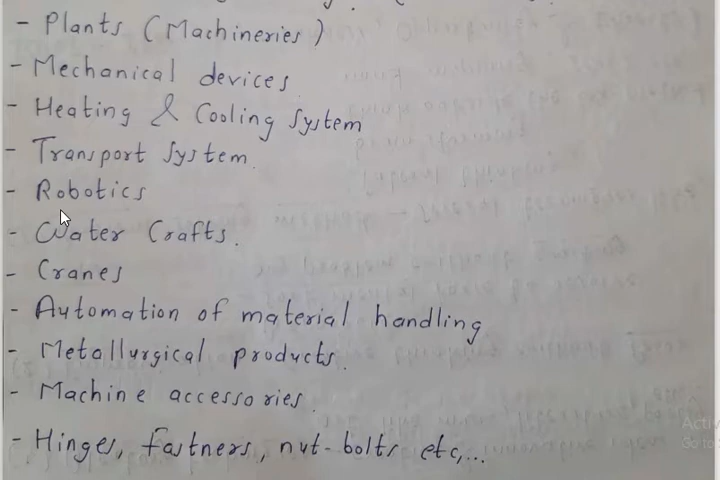 - Plants (Machineries)
- Mechanical devices
- Heating & Cooling System
- Transport System.
- Robotics
- Water Crafts.
- Cranes
- Automation of material handling
- Metallurgical products.
- Machine accessories.
- Hinges, fastners, nut-bolts etc,...